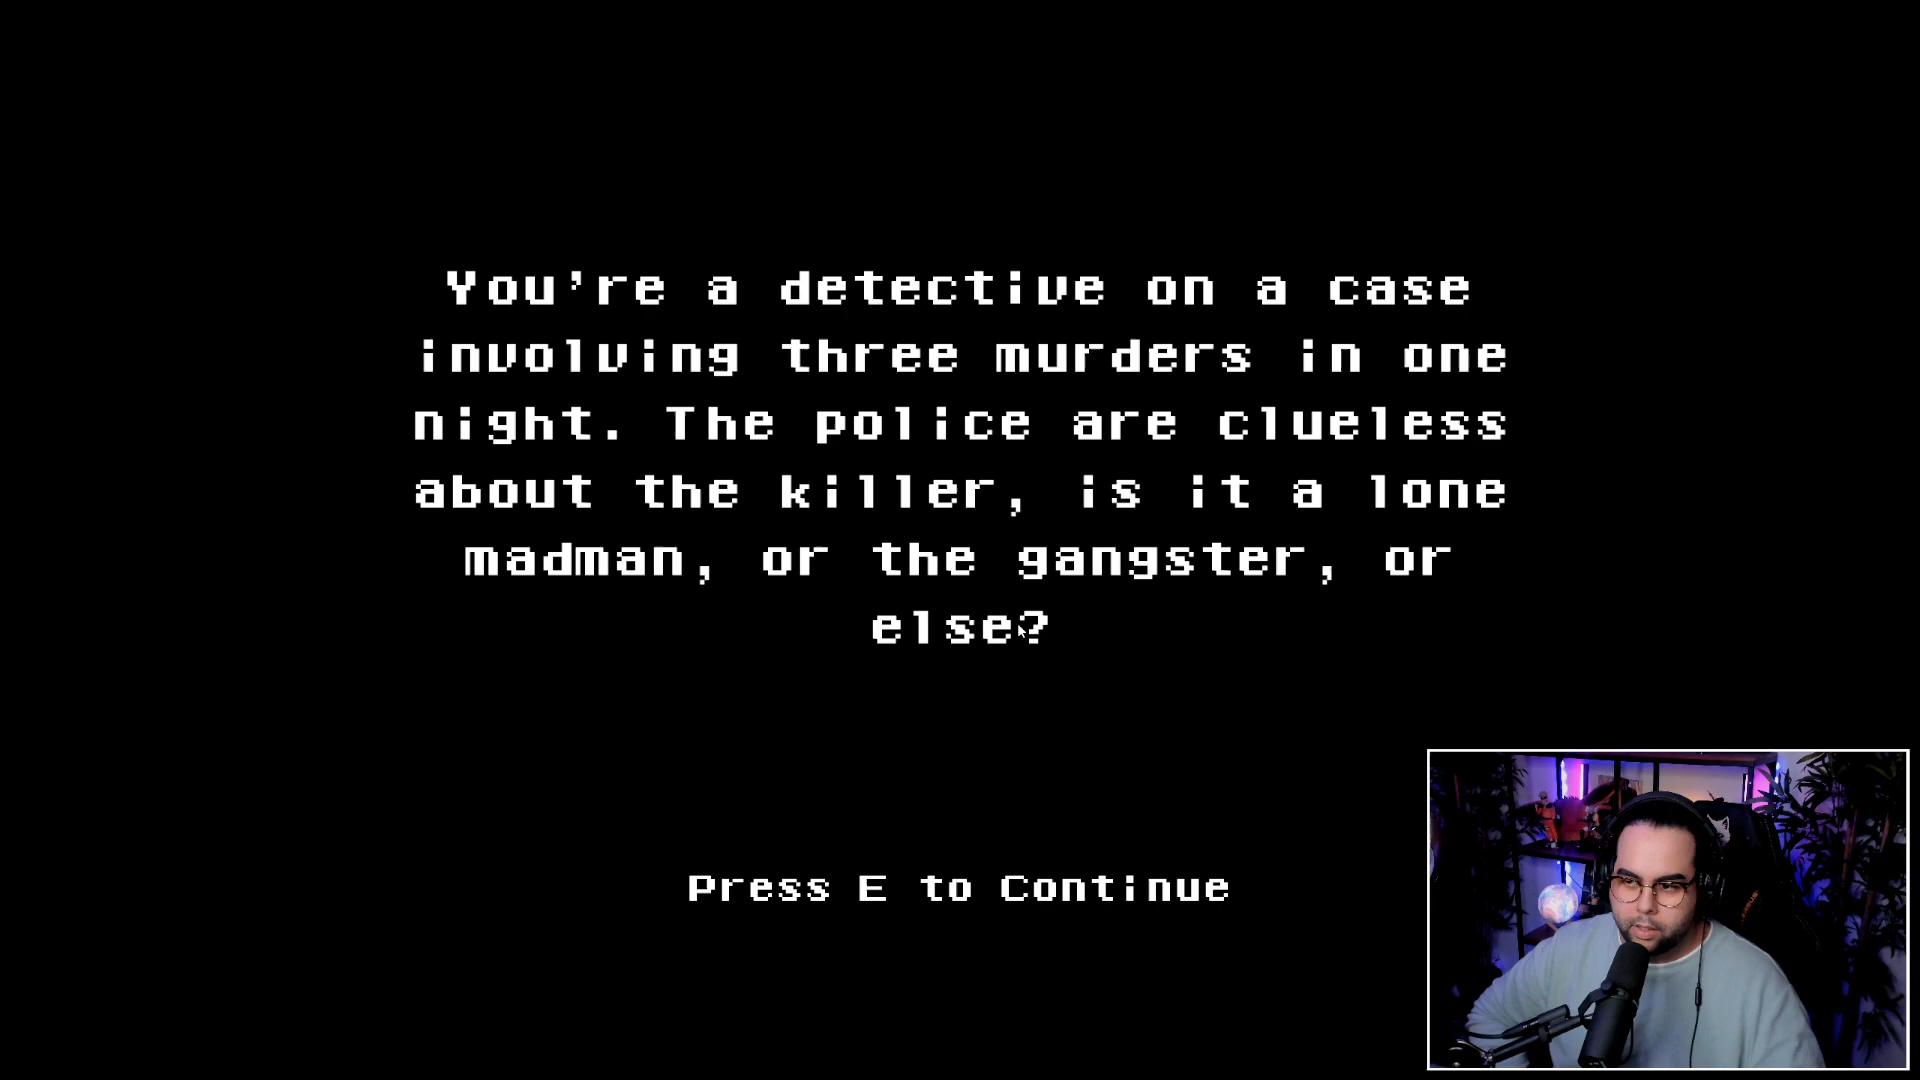 You're a detective on a case
involving three murders in one
night. The police are clueless
about the killer, is it a lone
madman, or the gangster, or
else?
Press E to Continue